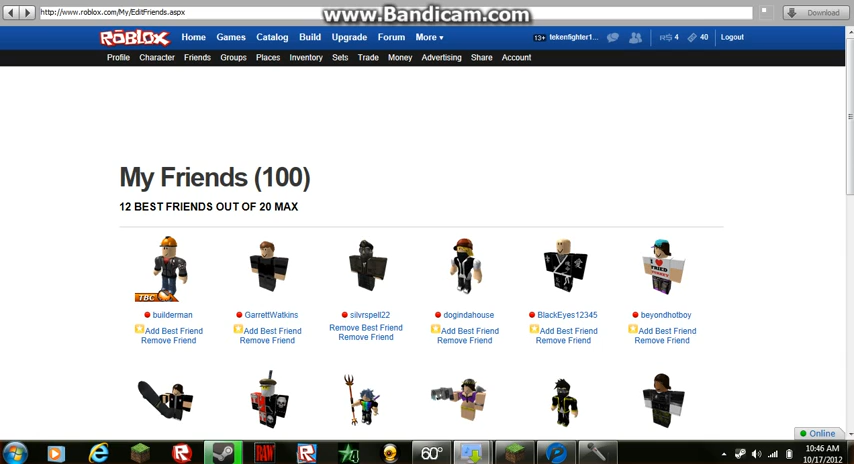 www.Bandicam.com
http://www.roblox.com/My/EditFriends.aspx
Download
ROBLOX Home Games Catalog Build Upgrade Forum More 13+ tekenfighter1... R$ 4 40 Logout
Profile Character Friends Groups Places Inventory Sets Trade Money Advertising Share Account
My Friends (100)
12 BEST FRIENDS OUT OF 20 MAX
TBC
I
FRIED
builderman GarrettWatkins silvrspell22 dogindahouse BlackEyes12345 beyondhotboy
Add Best Friend Add Best Friend Remove Best Friend Add Best Friend Add Best Friend Add Best Friend
Remove Friend Remove Friend Remove Friend Remove Friend Remove Friend Remove Friend
Online
RAW
4
60°
10:46 AM
10/17/2012